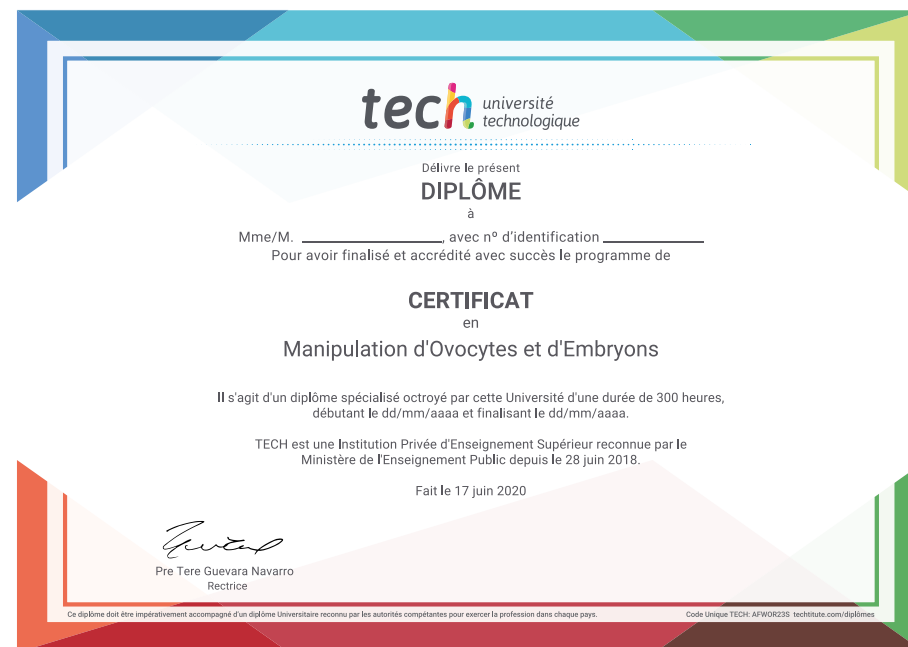 tech université
technologique
Délivre le présent
DIPLÔME
à
Mme/M. ____________________, avec nº d'identification ______________
Pour avoir finalisé et accrédité avec succès le programme de
CERTIFICAT
en
Manipulation d'Ovocytes et d'Embryons
Il s'agit d'un diplôme spécialisé octroyé par cette Université d'une durée de 300 heures,
débutant le dd/mm/aaaa et finalisant le dd/mm/aaaa.
TECH est une Institution Privée d'Enseignement Supérieur reconnue par le
Ministère de l'Enseignement Public depuis le 28 juin 2018.
Fait le 17 juin 2020
Pre Tere Guevara Navarro
Rectrice
Ce diplôme doit être impérativement accompagné d'un diplôme Universitaire reconnu par les autorités compétentes pour exercer la profession dans chaque pays.
Code Unique TECH: AFWOR23S techtitute.com/diplômes